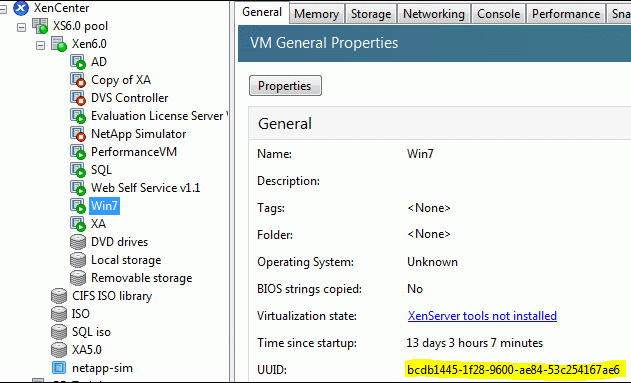 XenCenter
XS6.0 pool
Xen6.0
AD
Copy of XA
DVS Controller
Evaluation License Server
NetApp Simulator
PerformanceVM
SQL
Web Self Service v1.1
Win7
XA
DVD drives
Local storage
Removable storage
CIFS ISO library
ISO
SQL iso
XA5.0
netapp-sim
General Memory Storage Networking Console Performance Sna
VM General Properties
Properties
General
Name: Win7
Description:
Tags: <None>
Folder: <None>
Operating System: Unknown
BIOS strings copied: No
Virtualization state: XenServer tools not installed
Time since startup: 13 days 3 hours 7 minutes
UUID: bcdb1445-1f28-9600-ae84-53c254167ae6